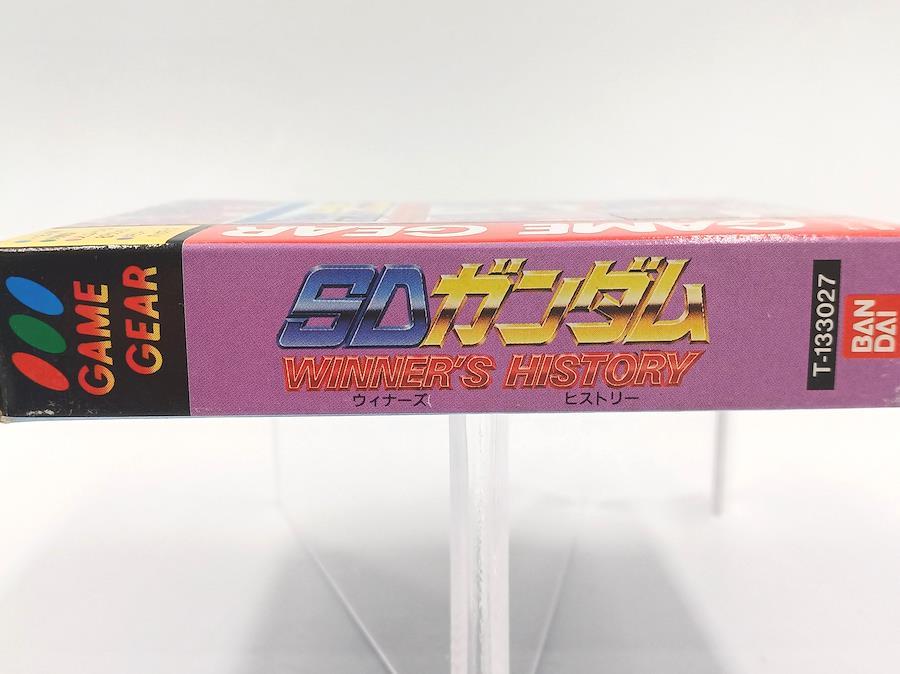 GAME GEAR
GAME
GEAR
SDガンダム
WINNER'S HISTORY
ウィナーズ ヒストリー
T-133027
BAN
DAI